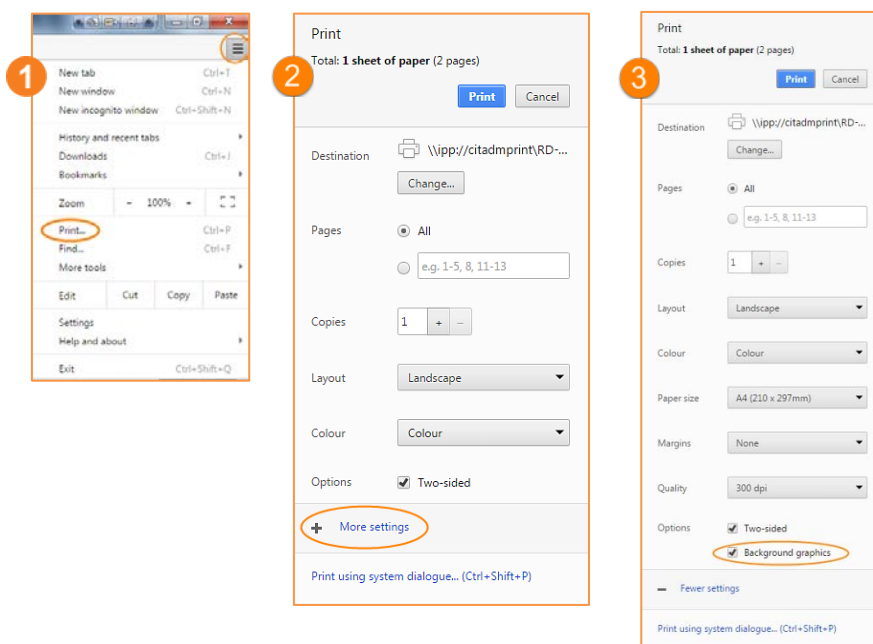 1
New tab Ctrl+T
New window Ctrl+N
New incognito window Ctrl+Shift+N
History and recent tabs
Downloads Ctrl+J
Bookmarks
Zoom - 100% +
Print... Ctrl+P
Find... Ctrl+F
More tools
Edit Cut Copy Paste
Settings
Help and about
Exit Ctrl+Shift+Q
2
Print
Total: 1 sheet of paper (2 pages)
Print Cancel
Destination \\ipp://citadmprint\RD-...
Change...
Pages All
e.g. 1-5, 8, 11-13
Copies 1 + -
Layout Landscape
Colour Colour
Options Two-sided
+ More settings
Print using system dialogue... (Ctrl+Shift+P)
3
Print
Total: 1 sheet of paper (2 pages)
Print Cancel
Destination \\ipp://citadmprint\RD-...
Change...
Pages All
e.g. 1-5, 8, 11-13
Copies 1 + -
Layout Landscape
Colour Colour
Paper size A4 (210 x 297mm)
Margins None
Quality 300 dpi
Options Two-sided
Background graphics
- Fewer settings
Print using system dialogue... (Ctrl+Shift+P)